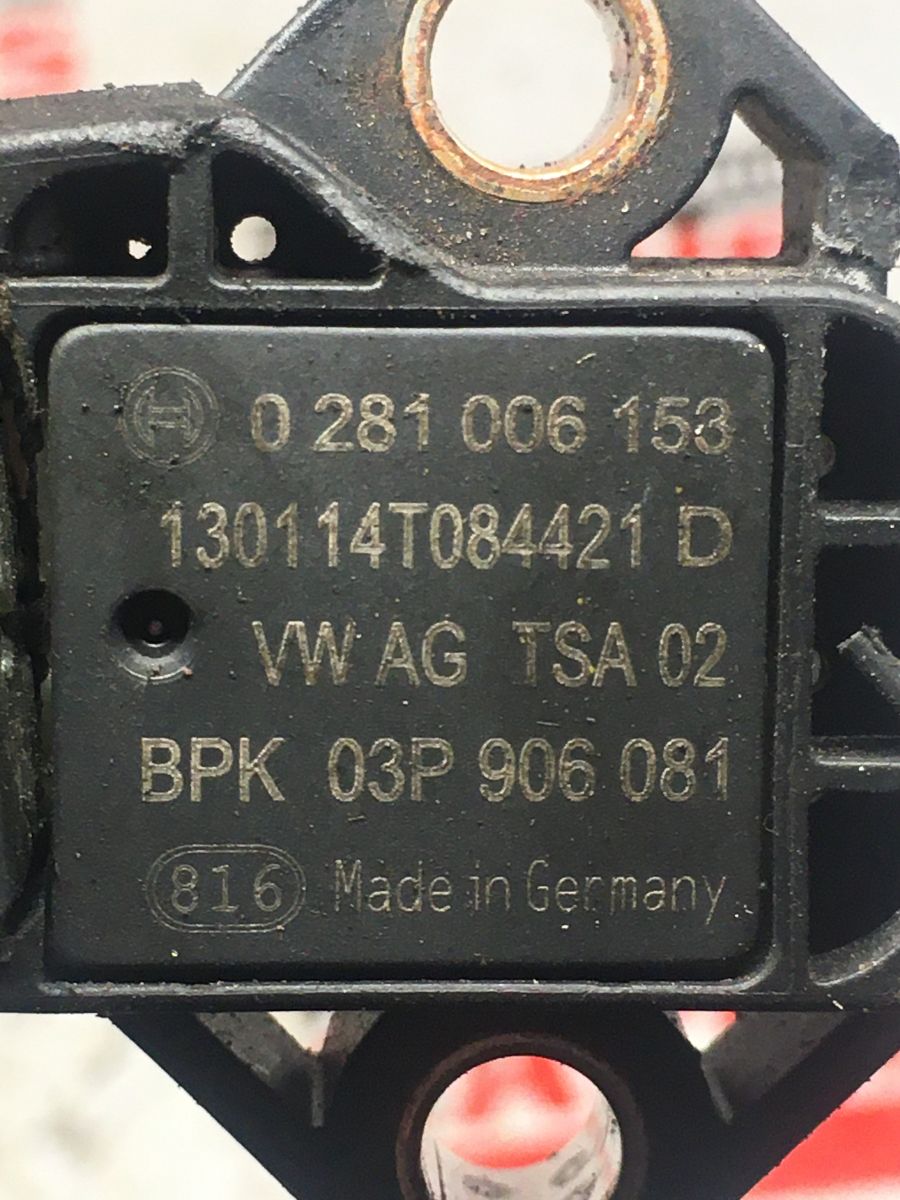 0 281 006 153
130114T084421 D
VW AG TSA 02
BPK 03P 906 081
816 Made in Germany